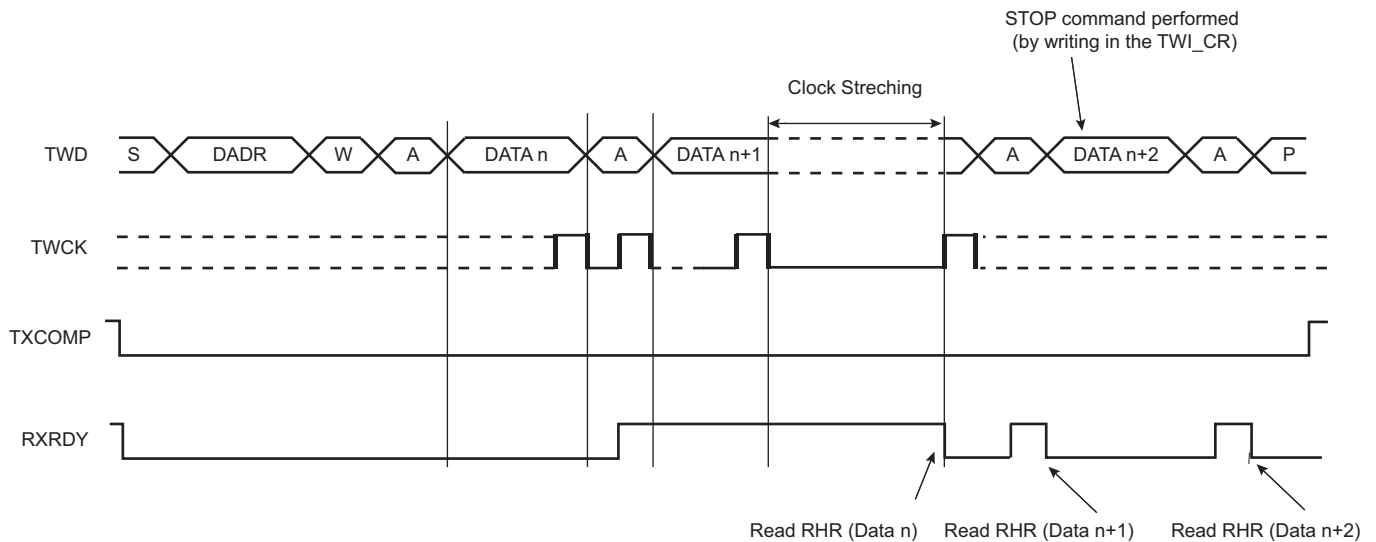 STOP command performed
(by writing in the TWI_CR)
Clock Streching
TWD S DADR W A DATA n A DATA n+1 A DATA n+2 A P
TWCK
TXCOMP
RXRDY
Read RHR (Data n) Read RHR (Data n+1) Read RHR (Data n+2)